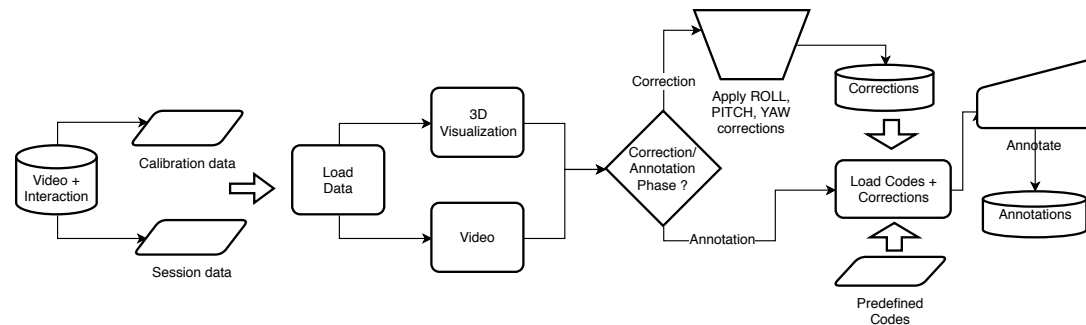 Video +
Interaction
Calibration data
Session data
Load
Data
3D
Visualization
Video
Correction/
Annotation
Phase ?
Correction
Annotation
Apply ROLL,
PITCH, YAW
corrections
Corrections
Load Codes +
Corrections
Predefined
Codes
Annotate
Annotations